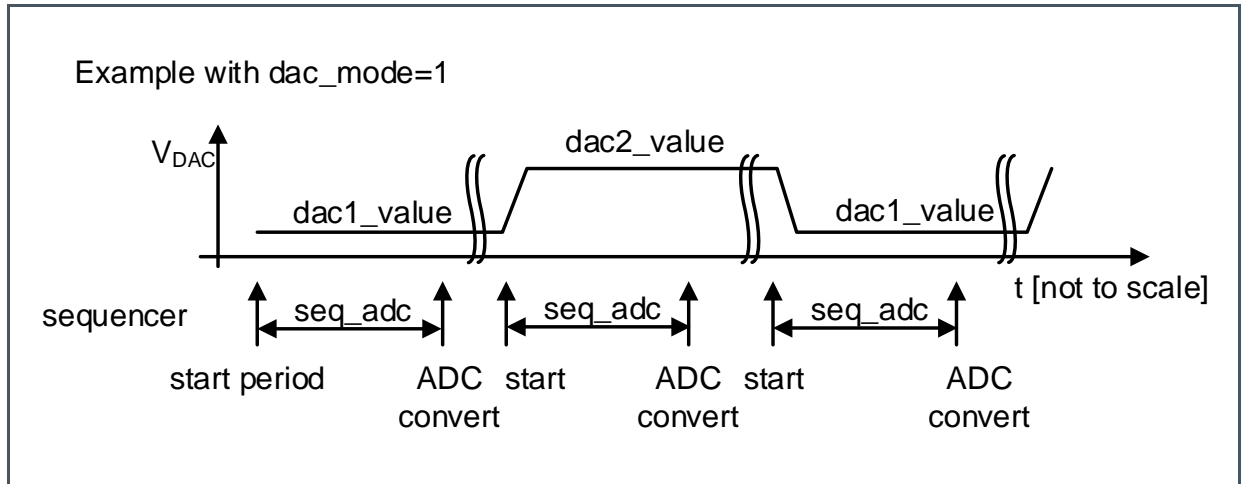 Example with dac_mode=1
VDAC
dac2_value
dac1_value
dac1_value
t [not to scale]
sequencer
seq_adc
seq_adc
seq_adc
start period
ADC convert
start
ADC convert
start
ADC convert